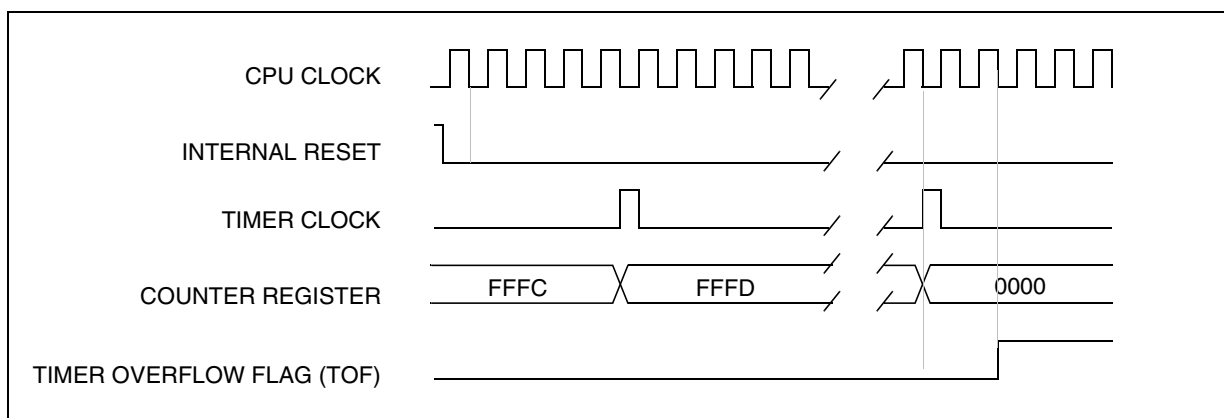 CPU CLOCK
INTERNAL RESET
TIMER CLOCK
COUNTER REGISTER FFFC FFFD 0000
TIMER OVERFLOW FLAG (TOF)